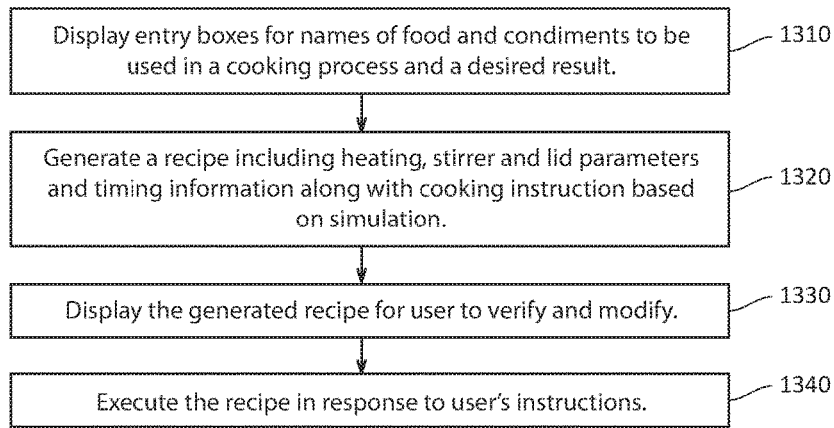 Display entry boxes for names of food and condiments to be
used in a cooking process and a desired result.
1310
Generate a recipe including heating, stirrer and lid parameters
and timing information along with cooking instruction based
on simulation.
1320
Display the generated recipe for user to verify and modify.
1330
Execute the recipe in response to user's instructions.
1340